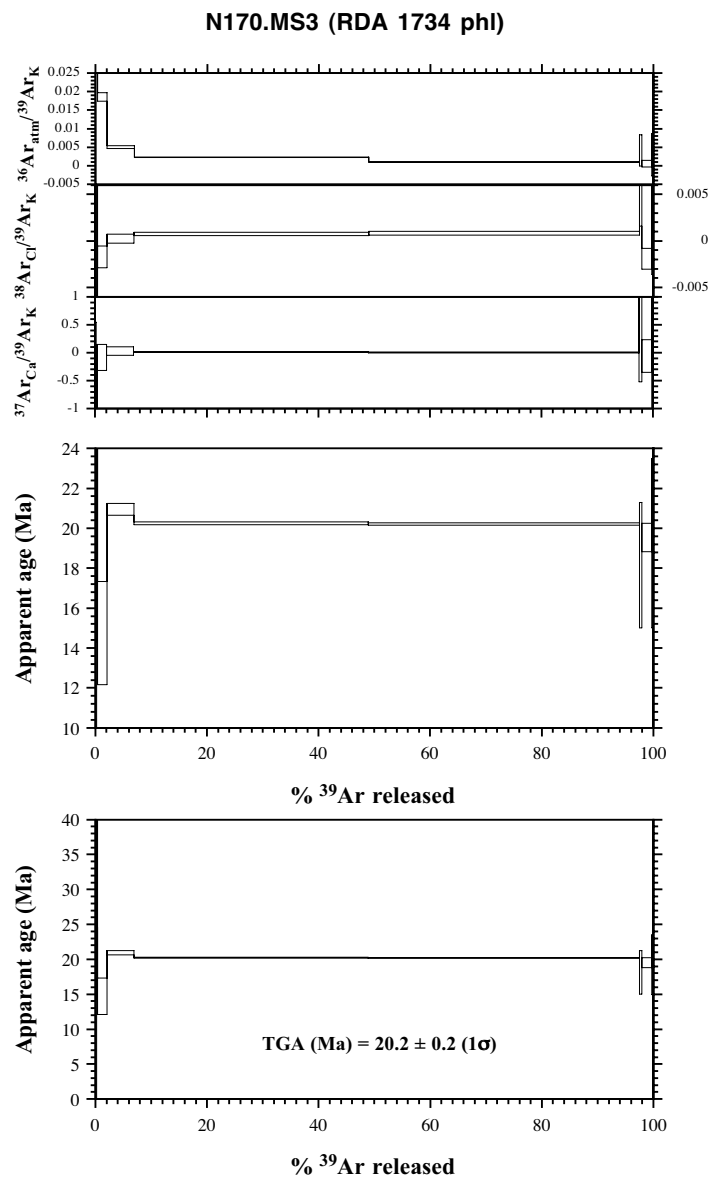 N170.MS3 (RDA 1734 phl)
³⁶Ar_atm/³⁹Ar_K
0.025
0.02
0.015
0.01
0.005
0
-0.005
³⁸Ar_Cl/³⁹Ar_K
0.005
0
-0.005
³⁷Ar_Ca/³⁹Ar_K
1
0.5
0
-0.5
-1
Apparent age (Ma)
24
22
20
18
16
14
12
10
0 20 40 60 80 100
% ³⁹Ar released
Apparent age (Ma)
40
35
30
25
20
15
10
5
0
TGA (Ma) = 20.2 ± 0.2 (1σ)
0 20 40 60 80 100
% ³⁹Ar released